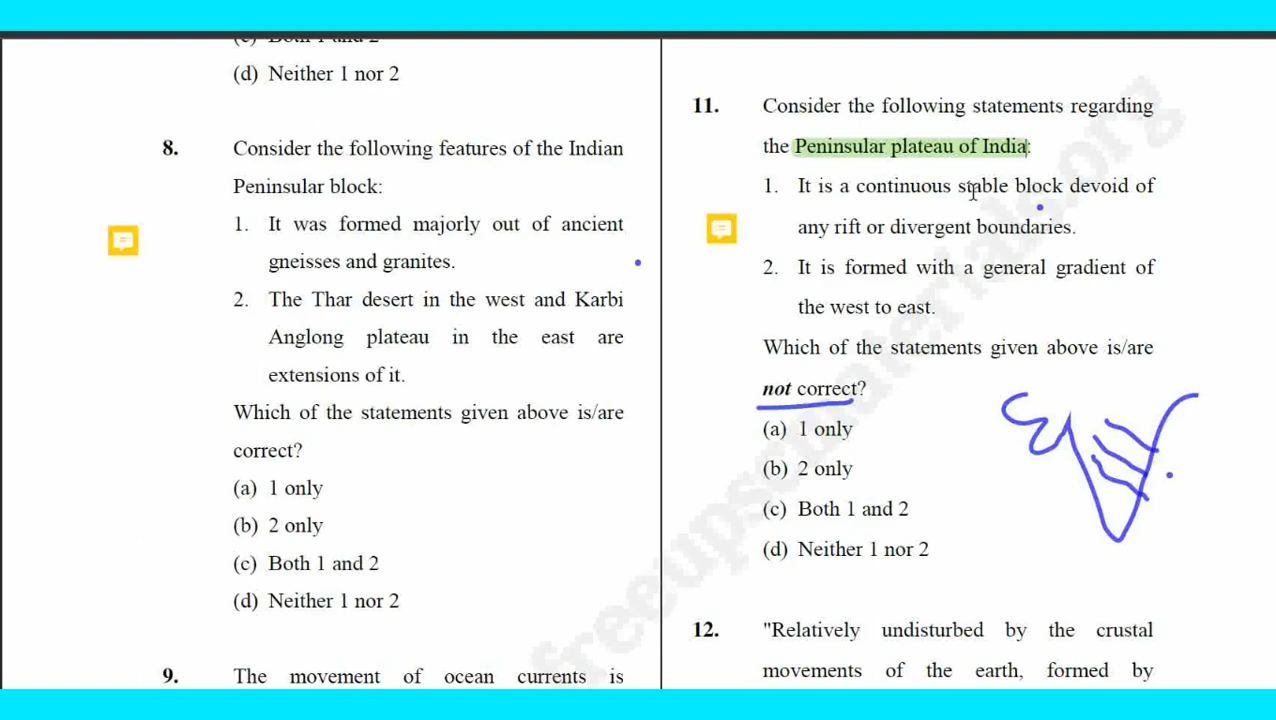 (d) Neither 1 nor 2
8. Consider the following features of the Indian
Peninsular block:
1. It was formed majorly out of ancient
gneisses and granites.
2. The Thar desert in the west and Karbi
Anglong plateau in the east are
extensions of it.
Which of the statements given above is/are
correct?
(a) 1 only
(b) 2 only
(c) Both 1 and 2
(d) Neither 1 nor 2
9. The movement of ocean currents is
11. Consider the following statements regarding
the Peninsular plateau of India:
1. It is a continuous stable block devoid of
any rift or divergent boundaries.
2. It is formed with a general gradient of
the west to east.
Which of the statements given above is/are
not correct?
(a) 1 only
(b) 2 only
(c) Both 1 and 2
(d) Neither 1 nor 2
12. "Relatively undisturbed by the crustal
movements of the earth, formed by
freeupscmaterials.org